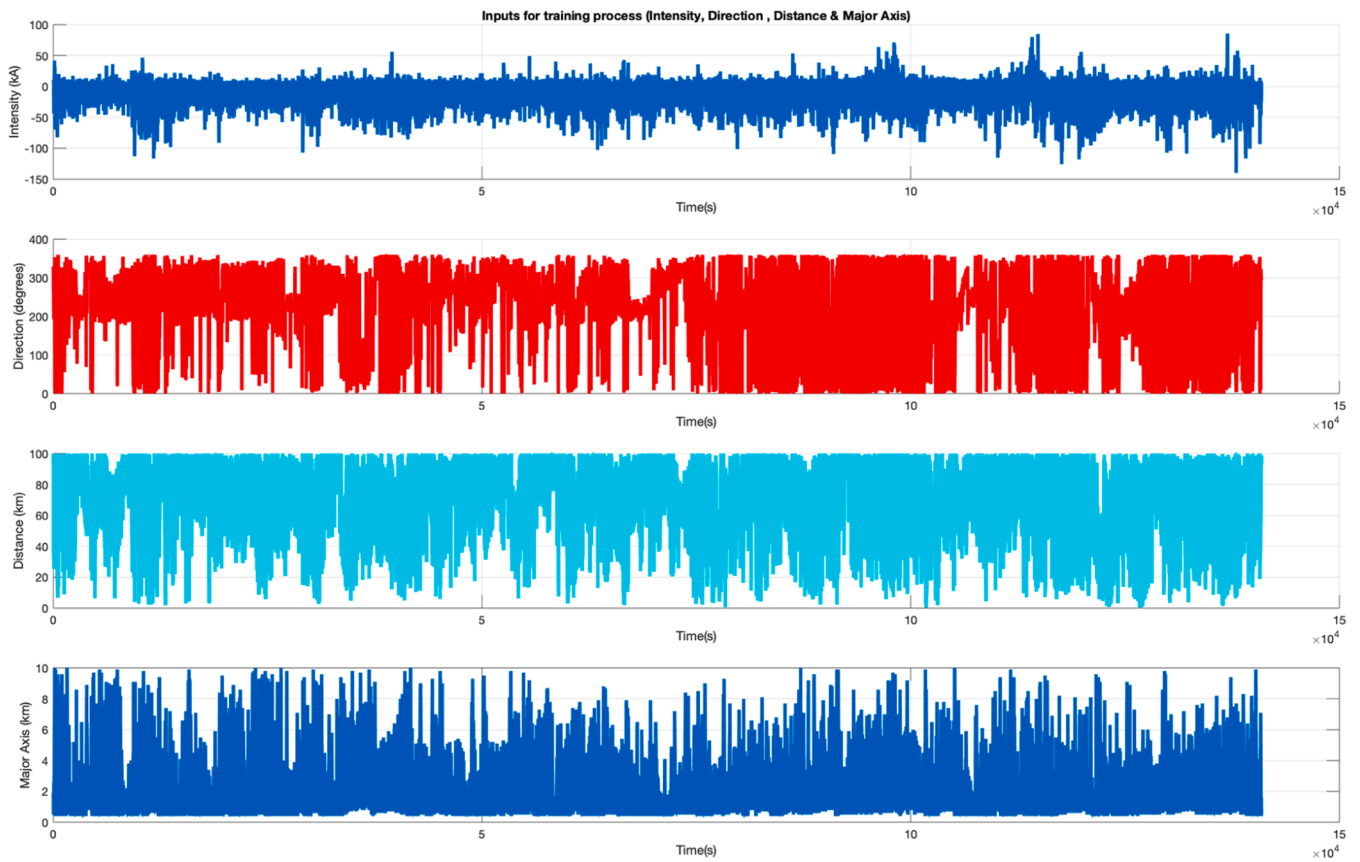 Inputs for training process (Intensity, Direction , Distance & Major Axis)
Intensity (kA)
100
50
0
-50
-100
-150
0 5 10 15
Time(s)
×10^4
Direction (degrees)
400
300
200
100
0
0 5 10 15
Time(s)
×10^4
Distance (km)
100
80
60
40
20
0
0 5 10 15
Time(s)
×10^4
Major Axis (km)
10
8
6
4
2
0
0 5 10 15
Time(s)
×10^4